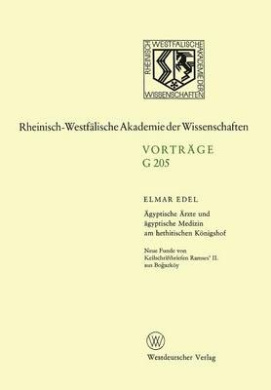 RHEINISCH-
WESTFÄLISCHE
AKADEMIE DER
WISSENSCHAFTEN
Rheinisch-Westfälische Akademie der Wissenschaften
VORTRÄGE
G 205
ELMAR EDEL
Ägyptische Ärzte und
ägyptische Medizin
am hethitischen Königshof
Neue Funde von
Keilschriftbriefen Ramses' II.
aus Boğazköy
Westdeutscher Verlag